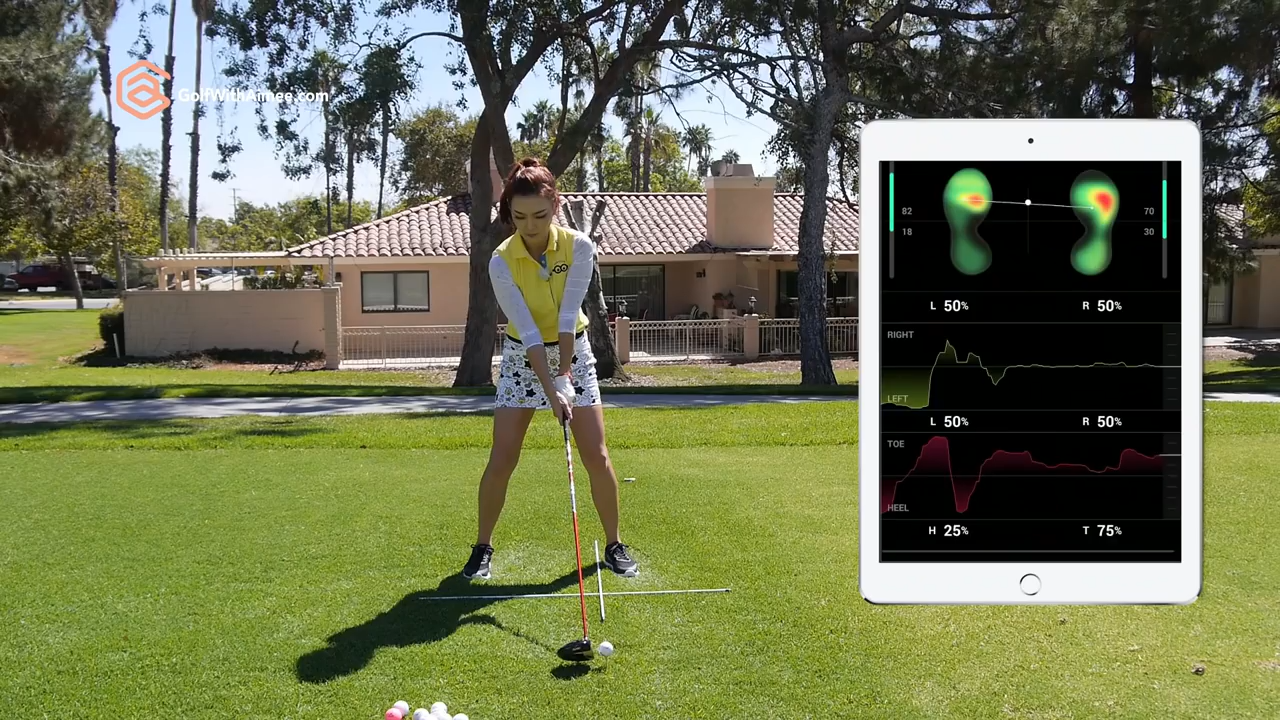 GolfWithAimee.com
82 70
18 30
L 50% R 50%
RIGHT
LEFT
L 50% R 50%
TOE
HEEL
H 25% T 75%